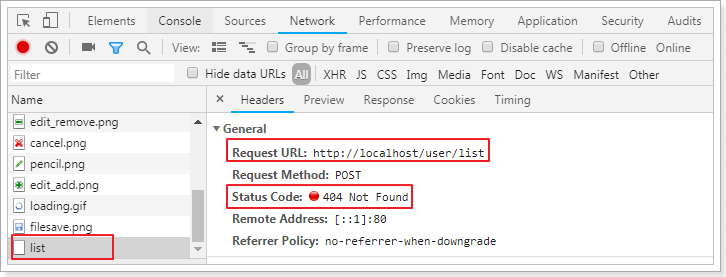 Elements Console Sources Network Performance Memory Application Security Audits
View: Group by frame Preserve log Disable cache Offline Online
Filter Hide data URLs All XHR JS CSS Img Media Font Doc WS Manifest Other
Name × Headers Preview Response Cookies Timing
edit_remove.png
cancel.png
pencil.png
edit_add.png
loading.gif
filesave.png
list
General
Request URL: http://localhost/user/list
Request Method: POST
Status Code: 404 Not Found
Remote Address: [::1]:80
Referrer Policy: no-referrer-when-downgrade